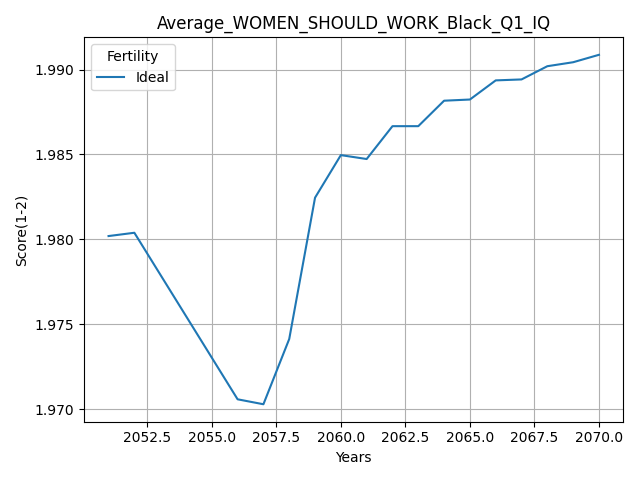 Average_WOMEN_SHOULD_WORK_Black_Q1_IQ
Fertility
Ideal
Score(1-2)
1.990
1.985
1.980
1.975
1.970
2052.5 2055.0 2057.5 2060.0 2062.5 2065.0 2067.5 2070.0
Years